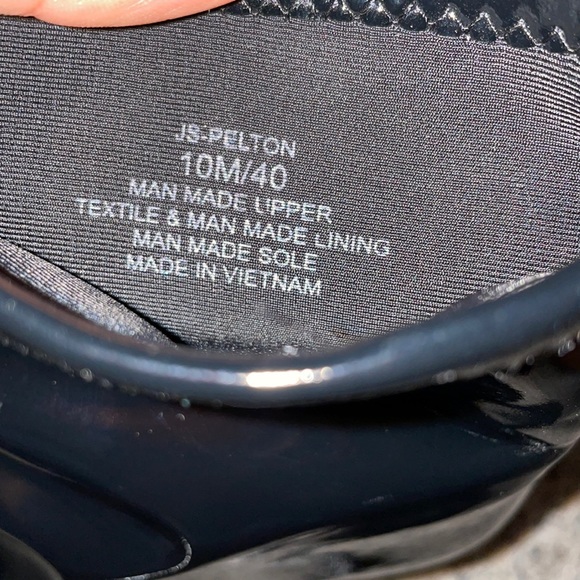 JS-PELTON
10M/40
MAN MADE UPPER
TEXTILE & MAN MADE LINING
MAN MADE SOLE
MADE IN VIETNAM